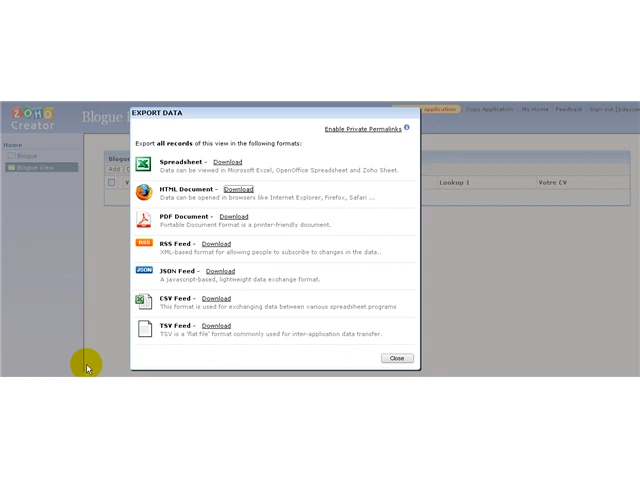 ZOHO
Creator
Blogue
application
Copy Application
My Home
Feedback
Sign out
EXPORT DATA
Enable Private Permalinks
Export all records of this view in the following formats:
Spreadsheet - Download
Data can be viewed in Microsoft Excel, OpenOffice Spreadsheet and Zoho Sheet.
HTML Document - Download
Data can be opened in browsers like Internet Explorer, Firefox, Safari ...
PDF Document - Download
Portable Document Format is a printer-friendly document.
RSS
RSS Feed - Download
XML-based format for allowing people to subscribe to changes in the data..
JSON
JSON Feed - Download
A javascript-based, lightweight data exchange format.
CSV Feed - Download
This format is used for exchanging data between various spreadsheet programs
TSV Feed - Download
TSV is a 'flat file' format commonly used for inter-application data transfer.
Close
Home
Blogue
Blogue View
Blogue
Add
Lookup 1
Votre CV